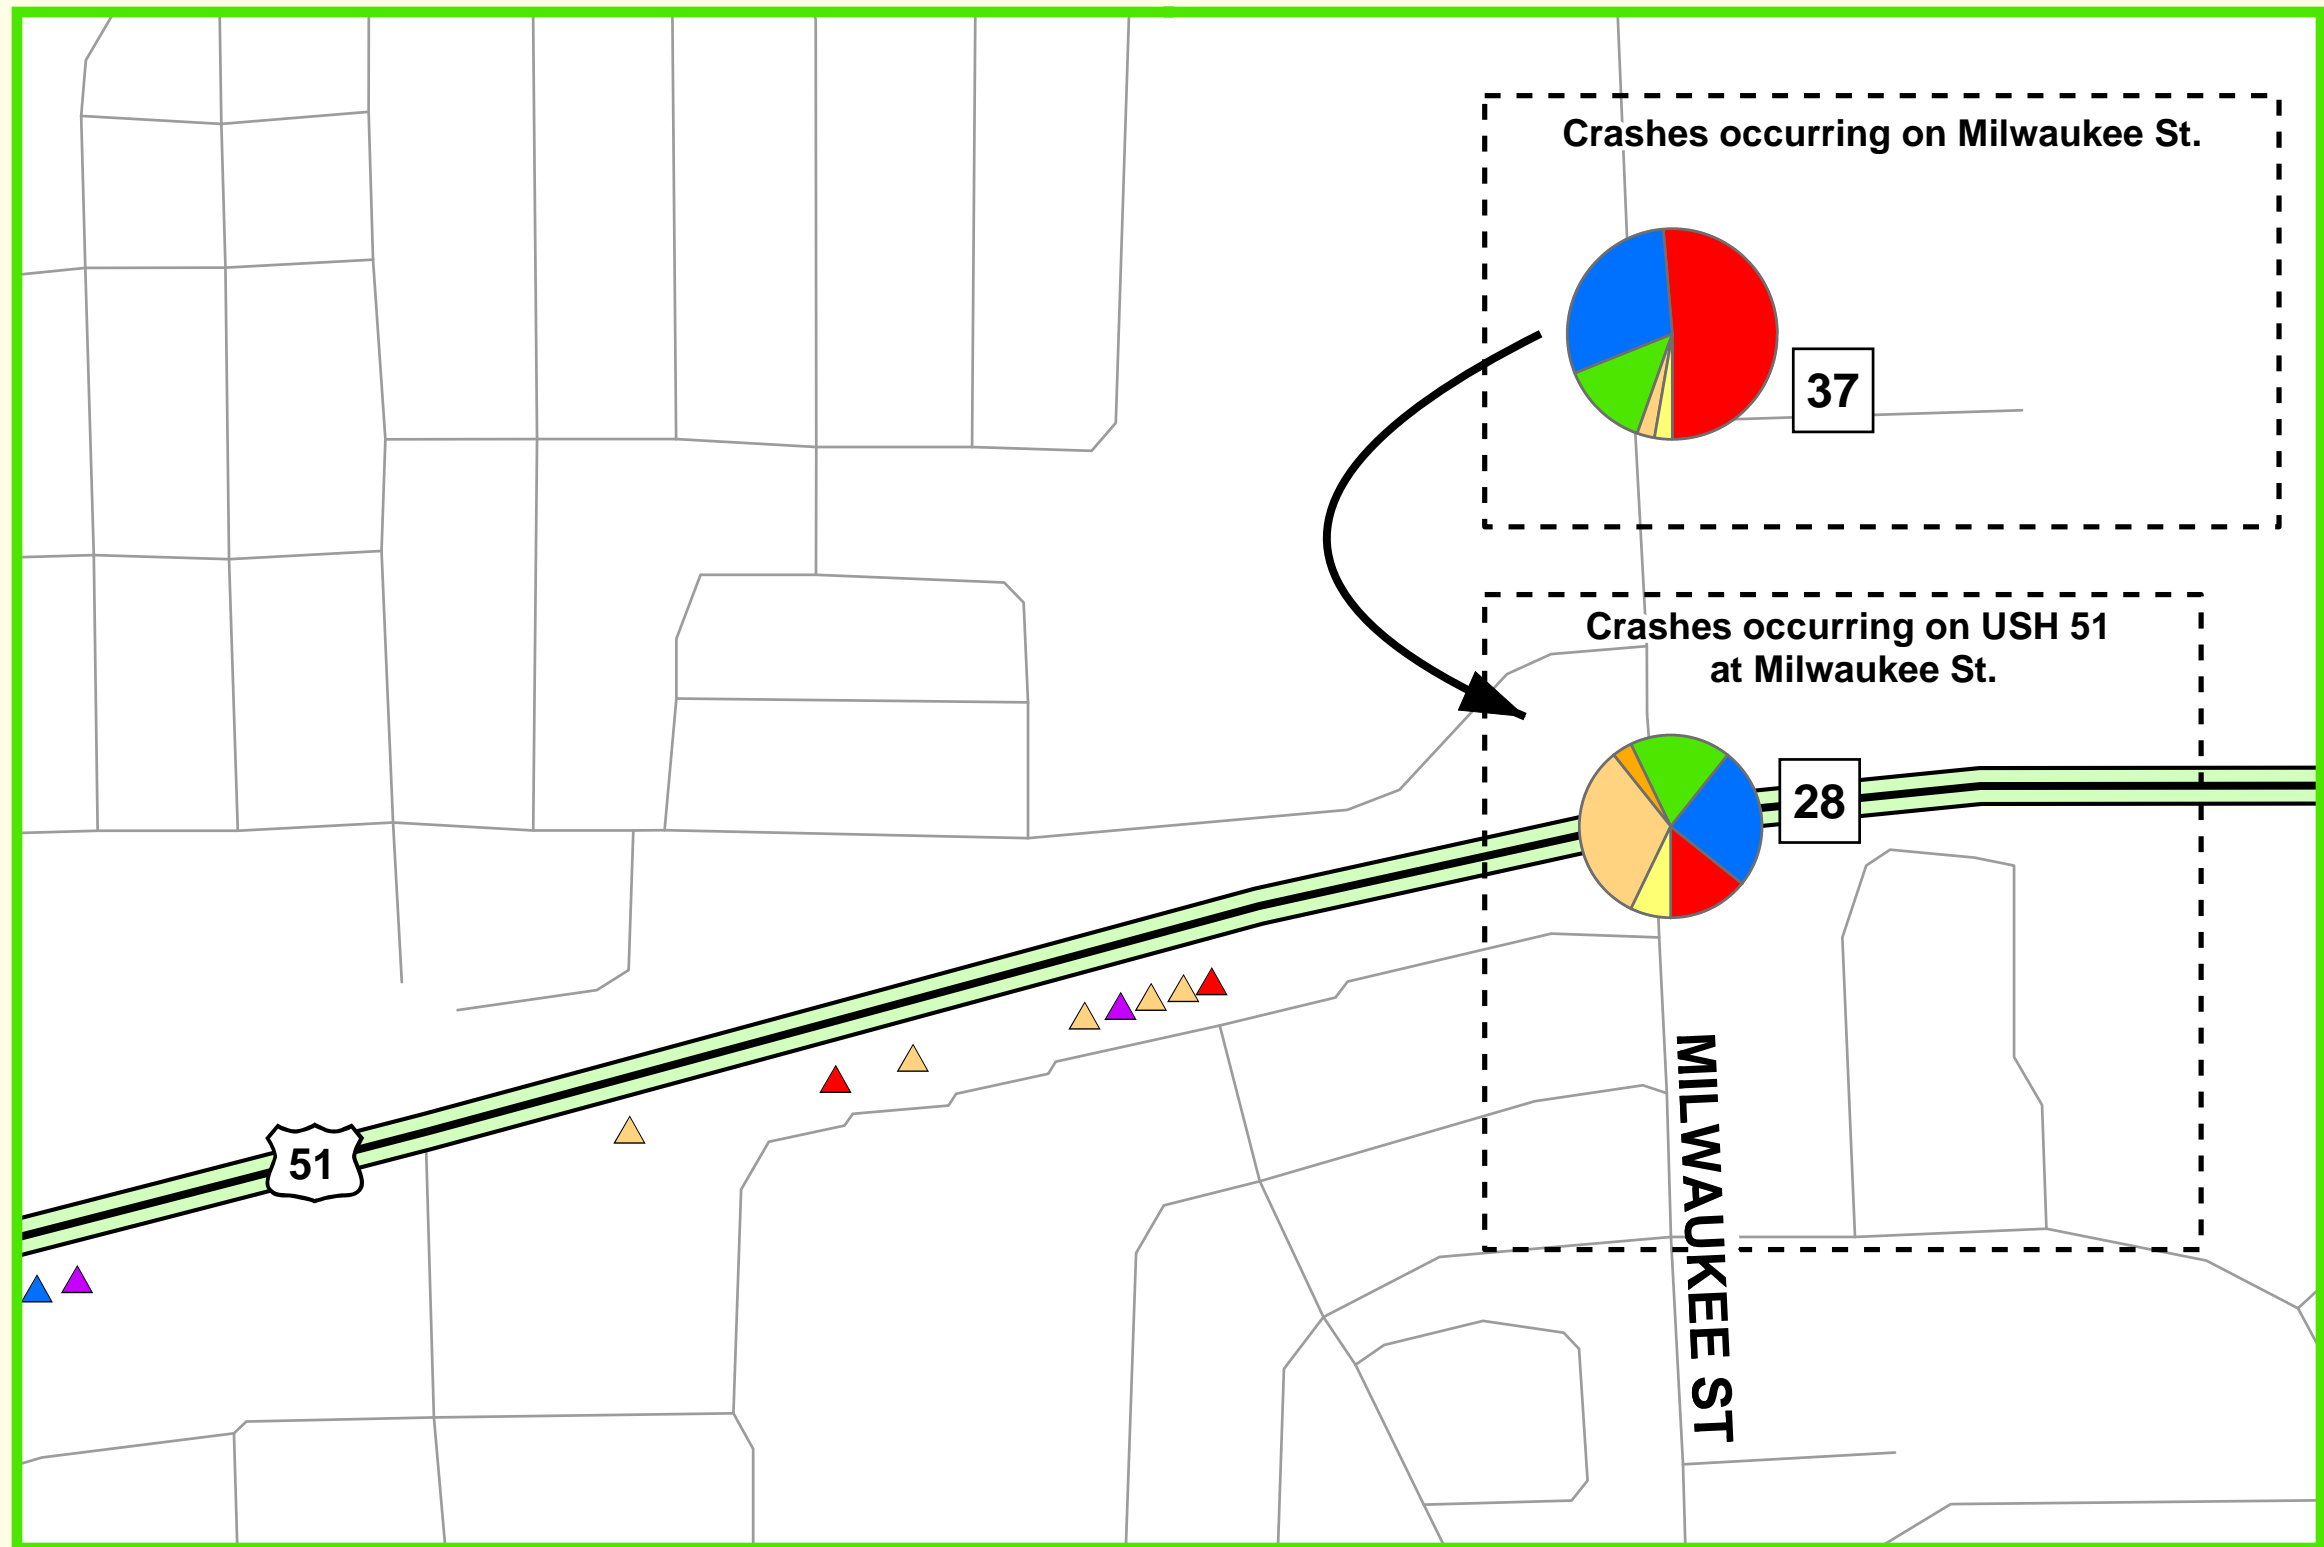 Crashes occurring on Milwaukee St.
37
Crashes occurring on USH 51
at Milwaukee St.
28
51
MILWAUKEE ST